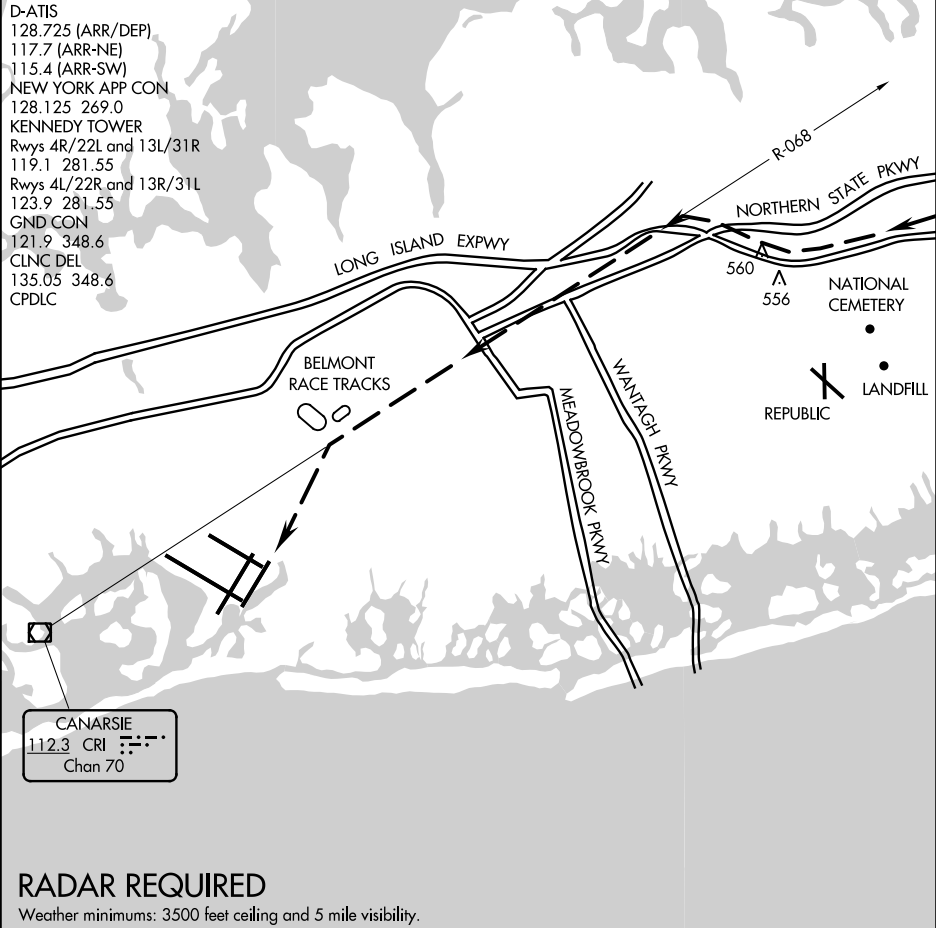 D-ATIS
128.725 (ARR/DEP)
117.7 (ARR-NE)
115.4 (ARR-SW)
NEW YORK APP CON
128.125 269.0
KENNEDY TOWER
Rwys 4R/22L and 13L/31R
119.1 281.55
Rwys 4L/22R and 13R/31L
123.9 281.55
GND CON
121.9 348.6
CLNC DEL
135.05 348.6
CPDLC
R-068
NORTHERN STATE PKWY
LONG ISLAND EXPWY
560
556
NATIONAL
CEMETERY
LANDFILL
REPUBLIC
BELMONT
RACE TRACKS
WANTAGH PKWY
MEADOWBROOK PKWY
CANARSIE
112.3 CRI
Chan 70
RADAR REQUIRED
Weather minimums: 3500 feet ceiling and 5 mile visibility.